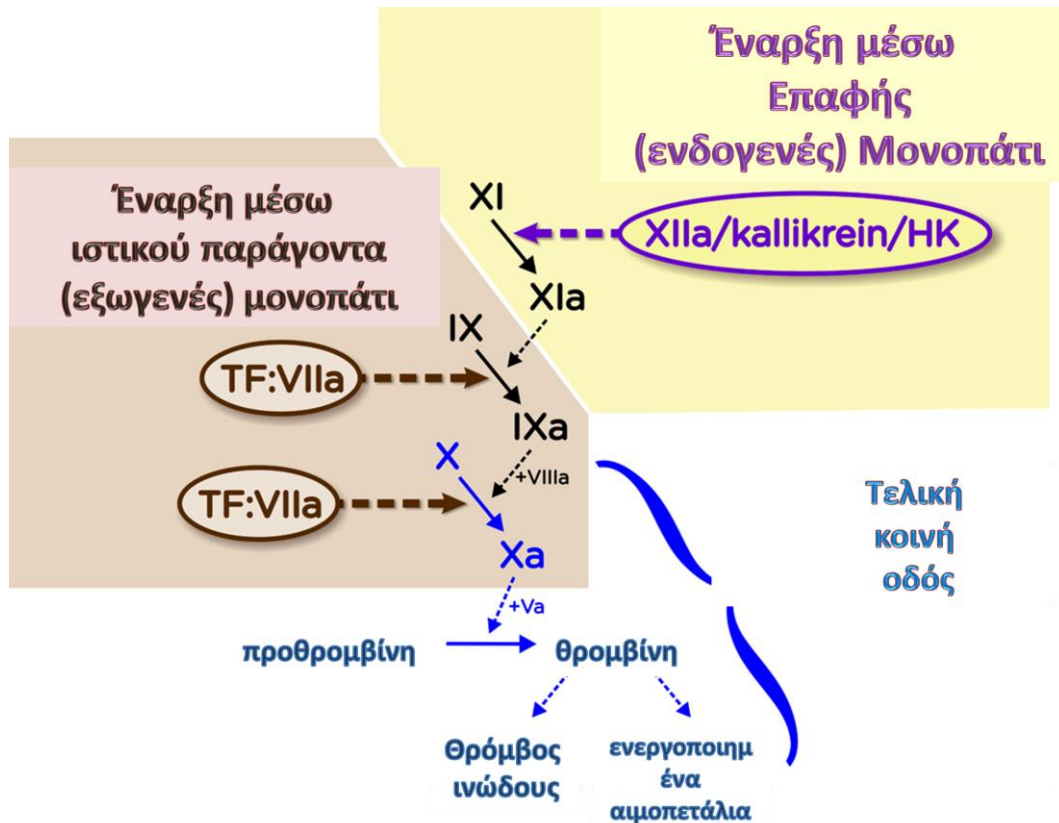 Έναρξη μέσω
Επαφής
(ενδογενές) Μονοπάτι
Έναρξη μέσω
ιστικού παράγοντα
(εξωγενές) μονοπάτι
XI
XIIa/kallikrein/HK
XIa
IX
TF:VIIa
IXa
+VIIIa
X
TF:VIIa
Xa
+Va
Τελική
κοινή
οδός
προθρομβίνη
θρομβίνη
Θρόμβος
ινώδους
ενεργοποιημ
ένα
αιμοπετάλια